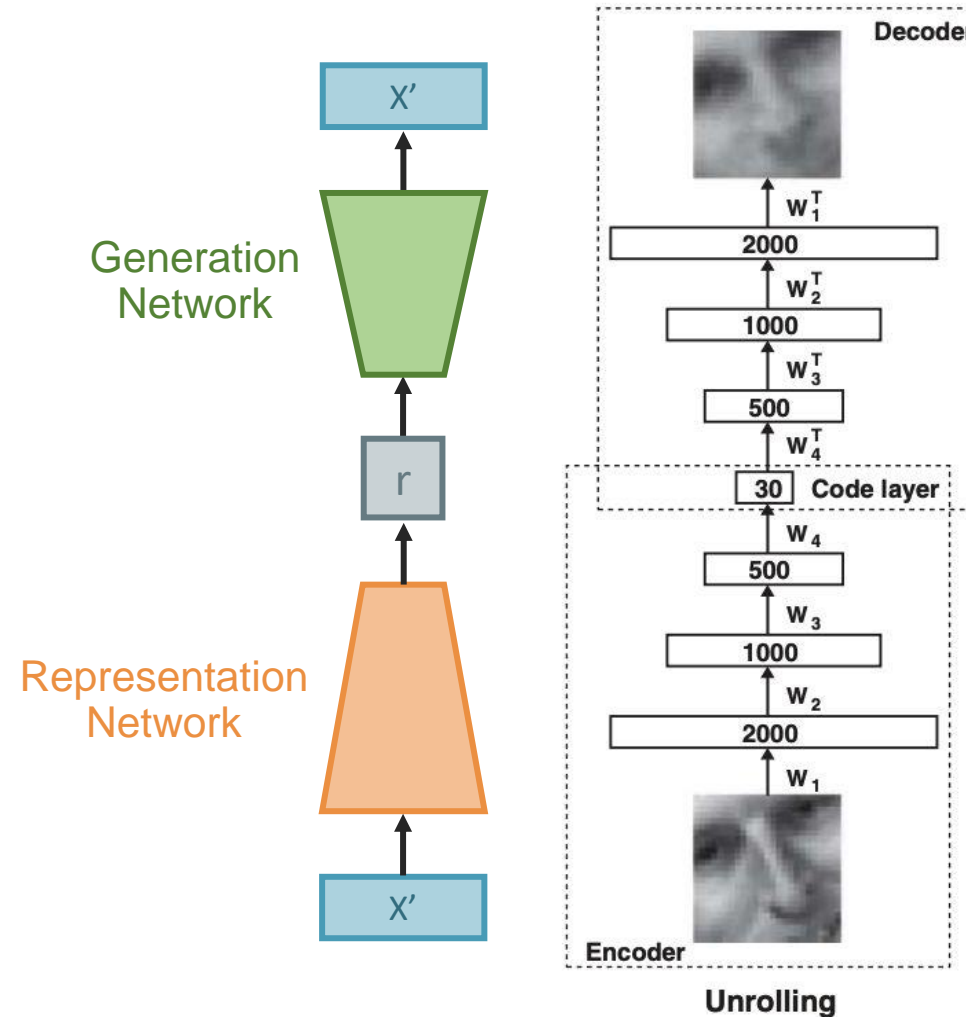 X’
Generation
Network
r
Representation
Network
X’
Decoder
W₁ᵀ
2000
W₂ᵀ
1000
W₃ᵀ
500
W₄ᵀ
30
Code layer
W₄
500
W₃
1000
W₂
2000
W₁
Encoder
Unrolling